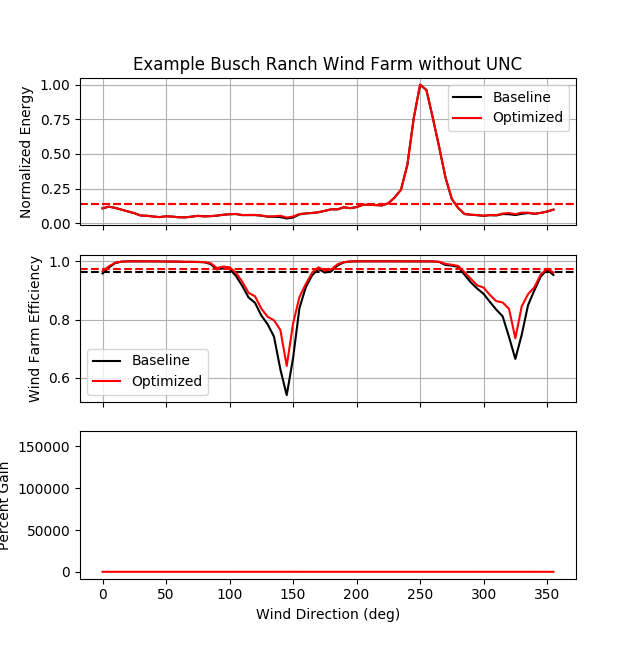 Example Busch Ranch Wind Farm without UNC
Normalized Energy
1.00
0.75
0.50
0.25
0.00
Baseline
Optimized
Wind Farm Efficiency
1.0
0.8
0.6
Baseline
Optimized
Percent Gain
150000
100000
50000
0
0 50 100 150 200 250 300 350
Wind Direction (deg)